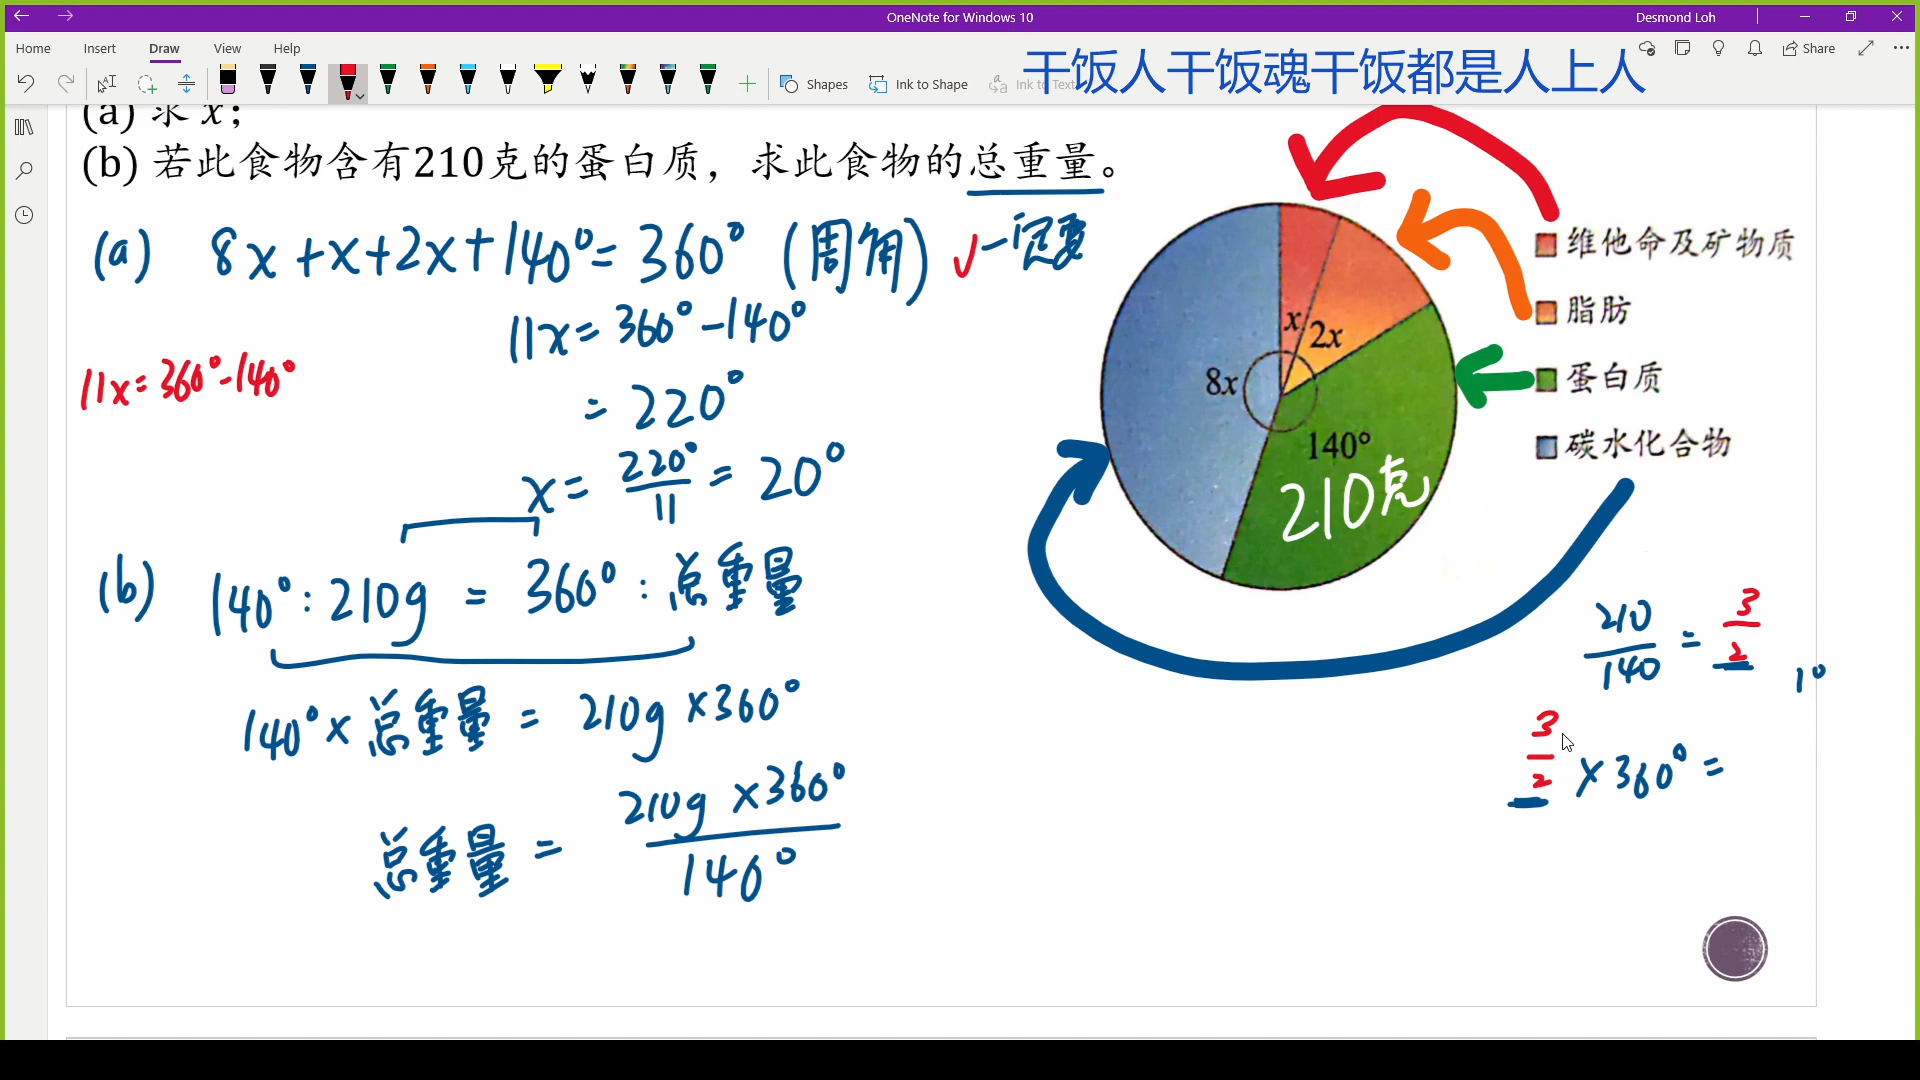 OneNote for Windows 10
Desmond Loh
Home Insert Draw View Help
Share
Shapes
Ink to Shape
Ink to Text
干饭人干饭魂干饭都是人上人
(a) 求 x；
(b) 若此食物含有210克的蛋白质，求此食物的总重量。
(a) 8x + x + 2x + 140° = 360° (周角) ✓ 一定要
11x = 360° - 140°
11x = 360° - 140°
= 220°
x = 220°/11 = 20°
(b) 140° : 210g = 360° : 总重量
140° × 总重量 = 210g × 360°
总重量 = 210g × 360° / 140°
x
2x
8x
140°
210克
维他命及矿物质
脂肪
蛋白质
碳水化合物
210/140 = 3/2
1°
3/2 × 360° =